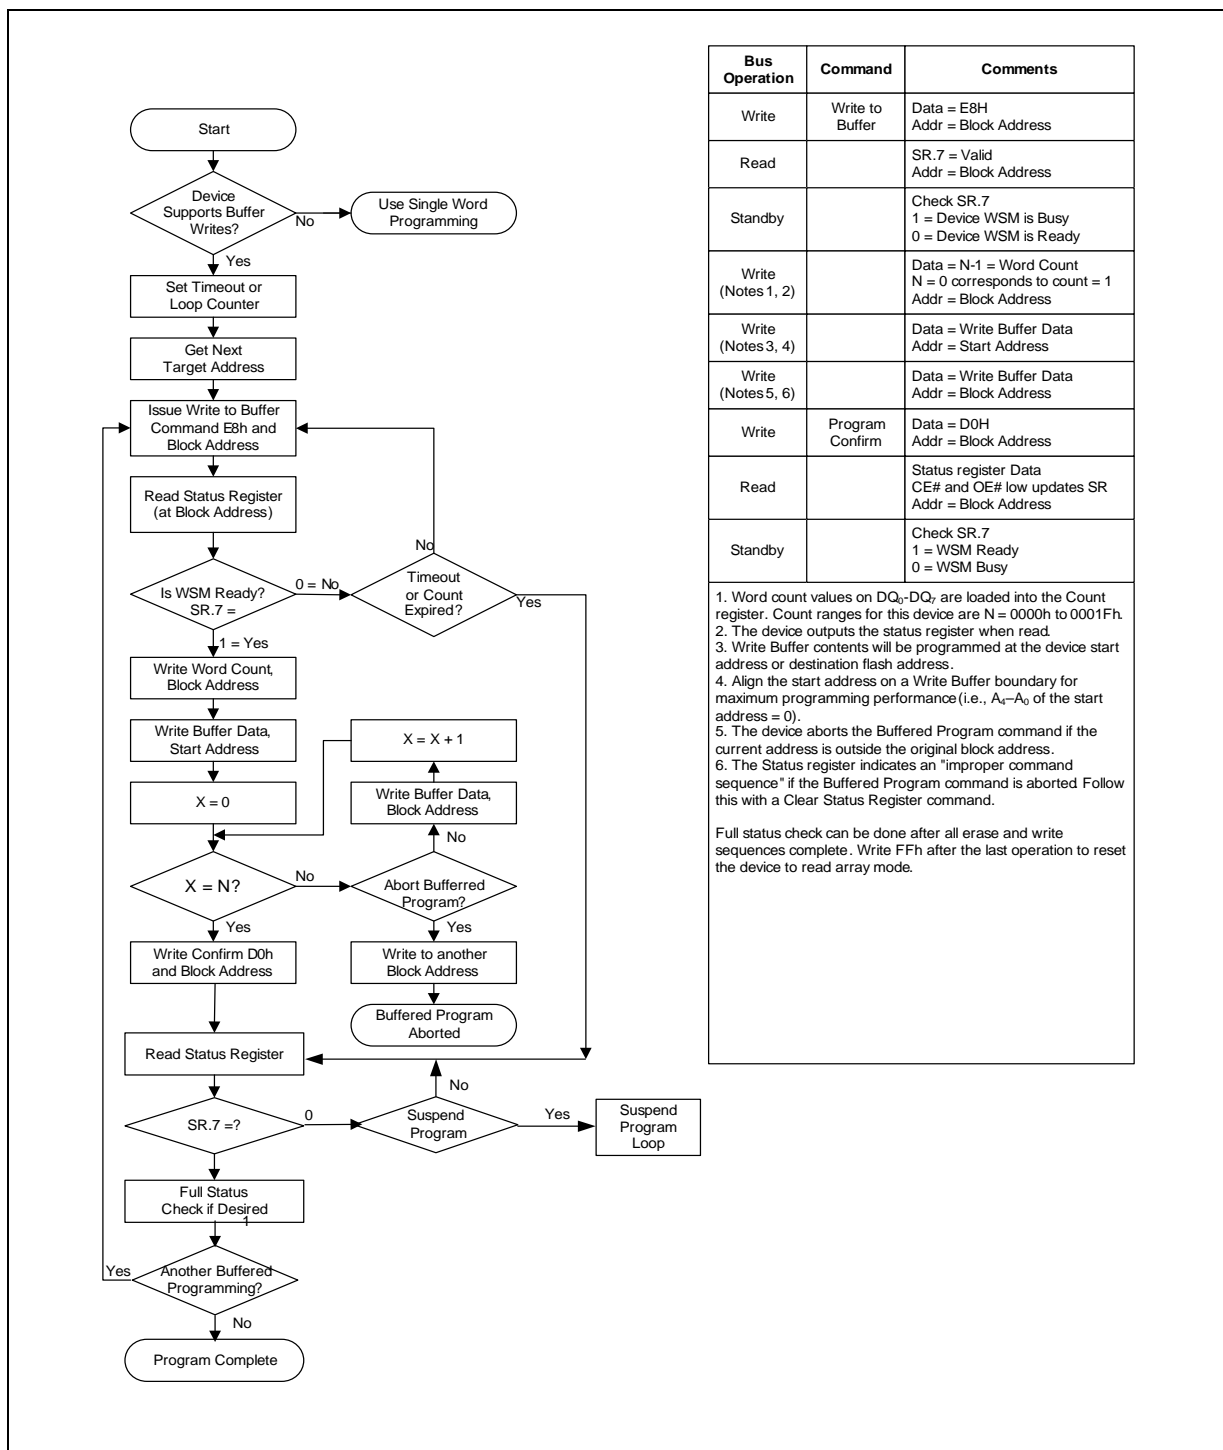 Start
Device
Supports Buffer
Writes?
No
Use Single Word
Programming
Yes
Set Timeout or
Loop Counter
Get Next
Target Address
Issue Write to Buffer
Command E8h and
Block Address
Read Status Register
(at Block Address)
No
Is WSM Ready?
SR.7 =
0 = No
Timeout
or Count
Expired?
Yes
1 = Yes
Write Word Count,
Block Address
Write Buffer Data,
Start Address
X = X + 1
X = 0
Write Buffer Data,
Block Address
No
X = N?
No
Abort Bufferred
Program?
Yes
Yes
Write Confirm D0h
and Block Address
Write to another
Block Address
Buffered Program
Aborted
Read Status Register
No
SR.7 =?
0
Suspend
Program
Yes
Suspend
Program
Loop
Full Status
Check if Desired
1
Yes
Another Buffered
Programming?
No
Program Complete
Bus
Operation
Command
Comments
Write
Write to
Buffer
Data = E8H
Addr = Block Address
Read
SR.7 = Valid
Addr = Block Address
Standby
Check SR.7
1 = Device WSM is Busy
0 = Device WSM is Ready
Write
(Notes 1, 2)
Data = N-1 = Word Count
N = 0 corresponds to count = 1
Addr = Block Address
Write
(Notes 3, 4)
Data = Write Buffer Data
Addr = Start Address
Write
(Notes 5, 6)
Data = Write Buffer Data
Addr = Block Address
Write
Program
Confirm
Data = D0H
Addr = Block Address
Read
Status register Data
CE# and OE# low updates SR
Addr = Block Address
Standby
Check SR.7
1 = WSM Ready
0 = WSM Busy
1. Word count values on DQ₀-DQ₇ are loaded into the Count
register. Count ranges for this device are N = 0000h to 0001Fh.
2. The device outputs the status register when read.
3. Write Buffer contents will be programmed at the device start
address or destination flash address.
4. Align the start address on a Write Buffer boundary for
maximum programming performance (i.e., A₄–A₀ of the start
address = 0).
5. The device aborts the Buffered Program command if the
current address is outside the original block address.
6. The Status register indicates an "improper command
sequence" if the Buffered Program command is aborted. Follow
this with a Clear Status Register command.
Full status check can be done after all erase and write
sequences complete. Write FFh after the last operation to reset
the device to read array mode.